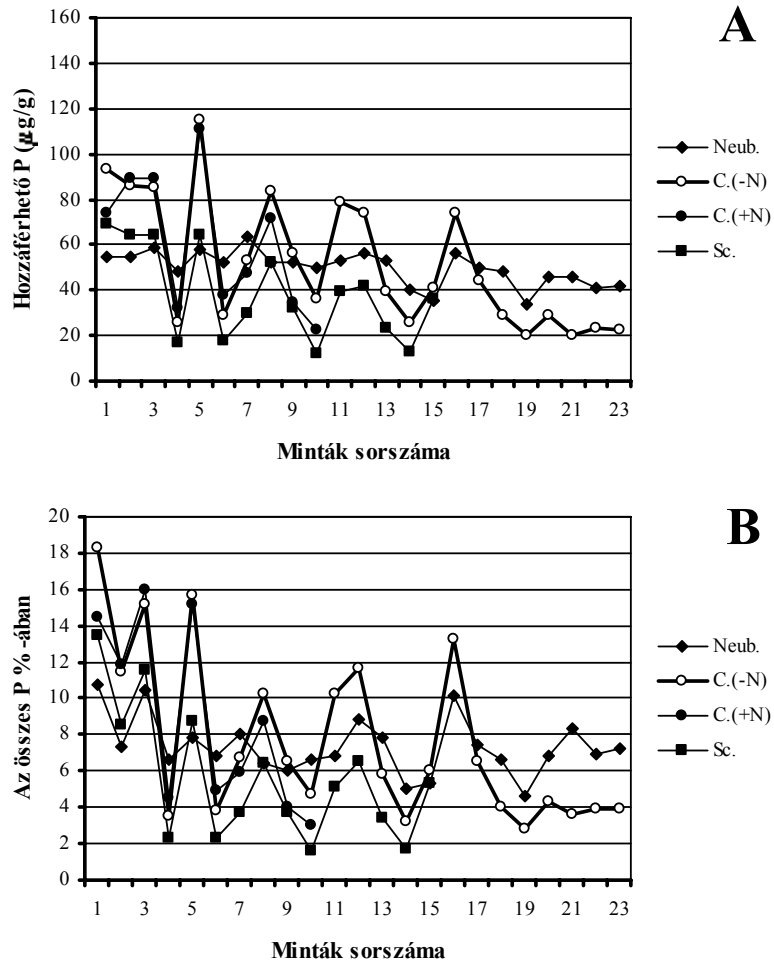 A
Hozzáférhető P (µg/g)
160
140
120
100
80
60
40
20
0
1 3 5 7 9 11 13 15 17 19 21 23
Minták sorszáma
Neub.
C.(-N)
C.(+N)
Sc.
B
Az összes P %-ában
20
18
16
14
12
10
8
6
4
2
0
1 3 5 7 9 11 13 15 17 19 21 23
Minták sorszáma
Neub.
C.(-N)
C.(+N)
Sc.